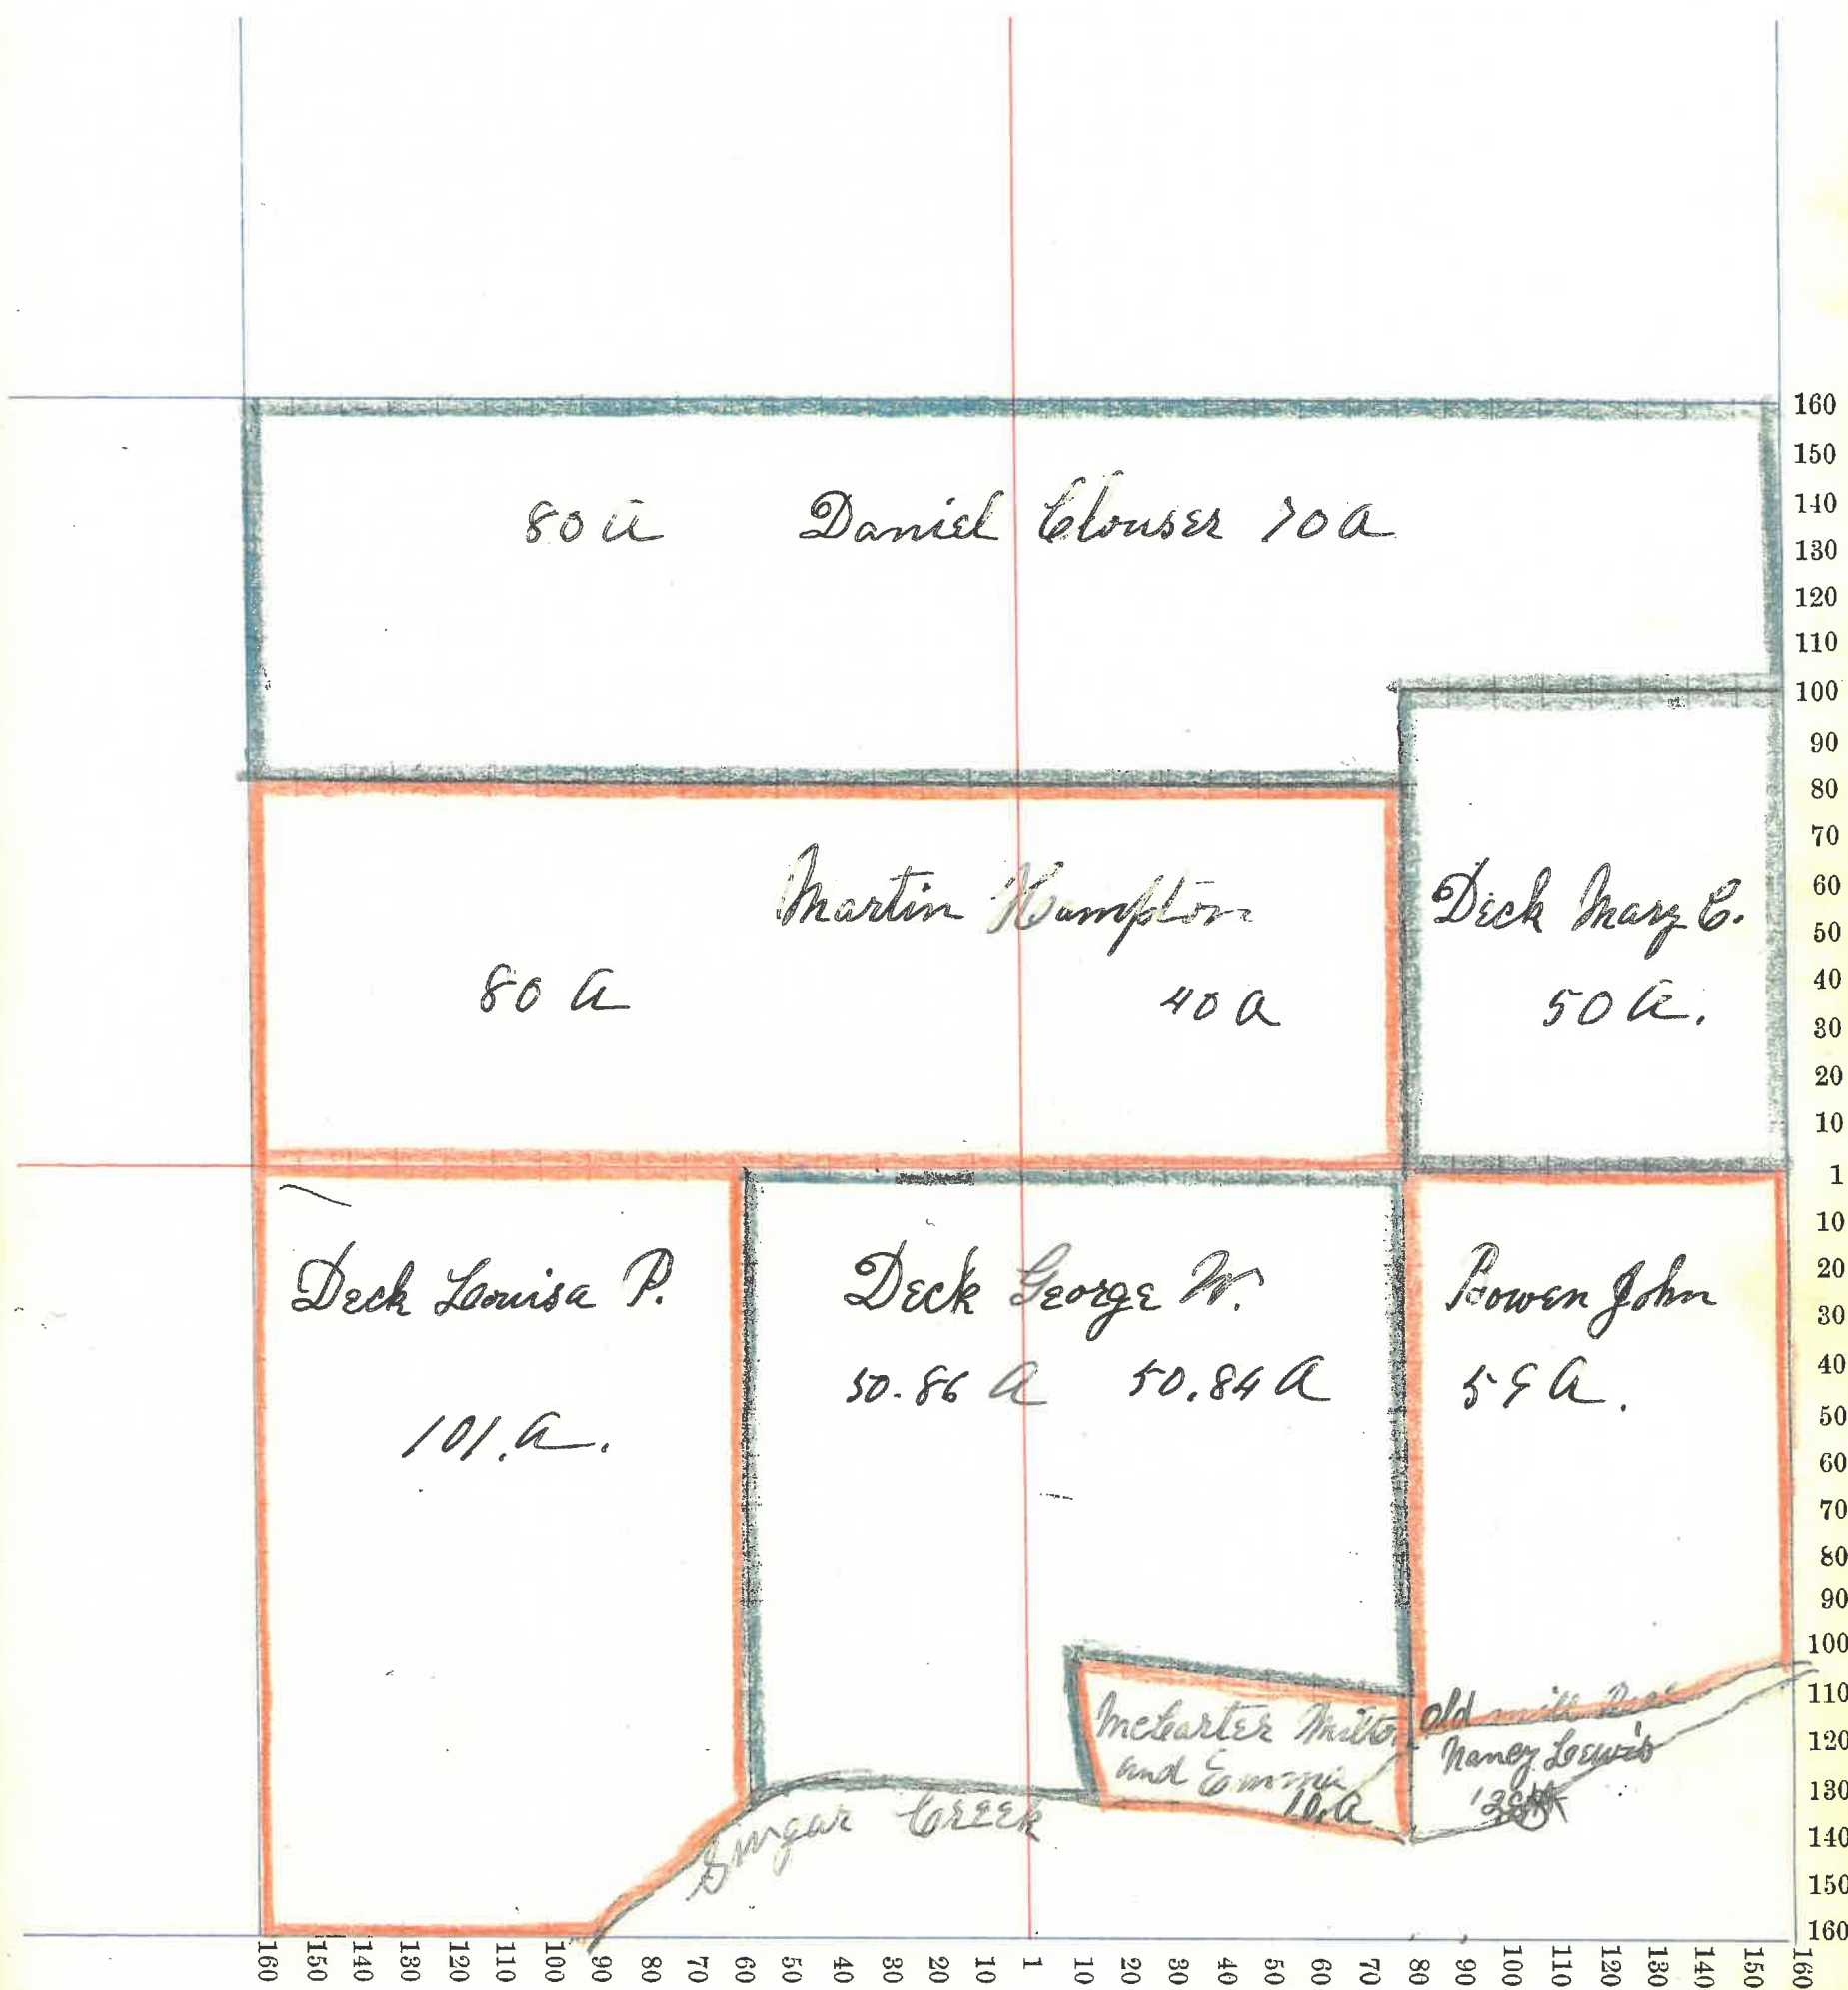 80 A Daniel Clouser 70 A
Martin Hampton
80 A 40 A
Deck Mary C.
50 A.
Deck Louisa P.
101. A.
Deck George W.
50.86 A 50.84 A
Bowen John
59 A.
McCarter Milton
and Emma
10. A
Old mill
Nancy Lewis
Sugar Creek
160
150
140
130
120
110
100
90
80
70
60
50
40
30
20
10
1
10
20
30
40
50
60
70
80
90
100
110
120
130
140
150
160
160 150 140 130 120 110 100 90 80 70 60 50 40 30 20 10 1 10 20 30 40 50 60 70 80 90 100 110 120 130 140 150 160